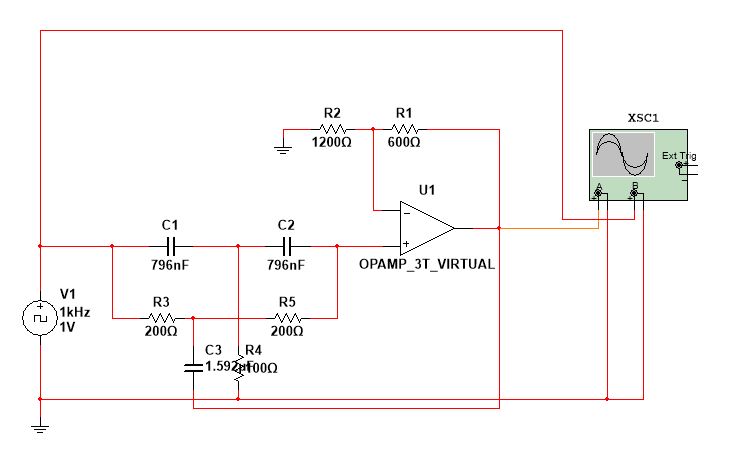 XSC1
R2
R1
1200Ω
600Ω
Ext Trig
A
B
U1
C1
C2
796nF
796nF
OPAMP_3T_VIRTUAL
V1
1kHz
1V
R3
R5
200Ω
200Ω
C3
R4
1.592µF
100Ω